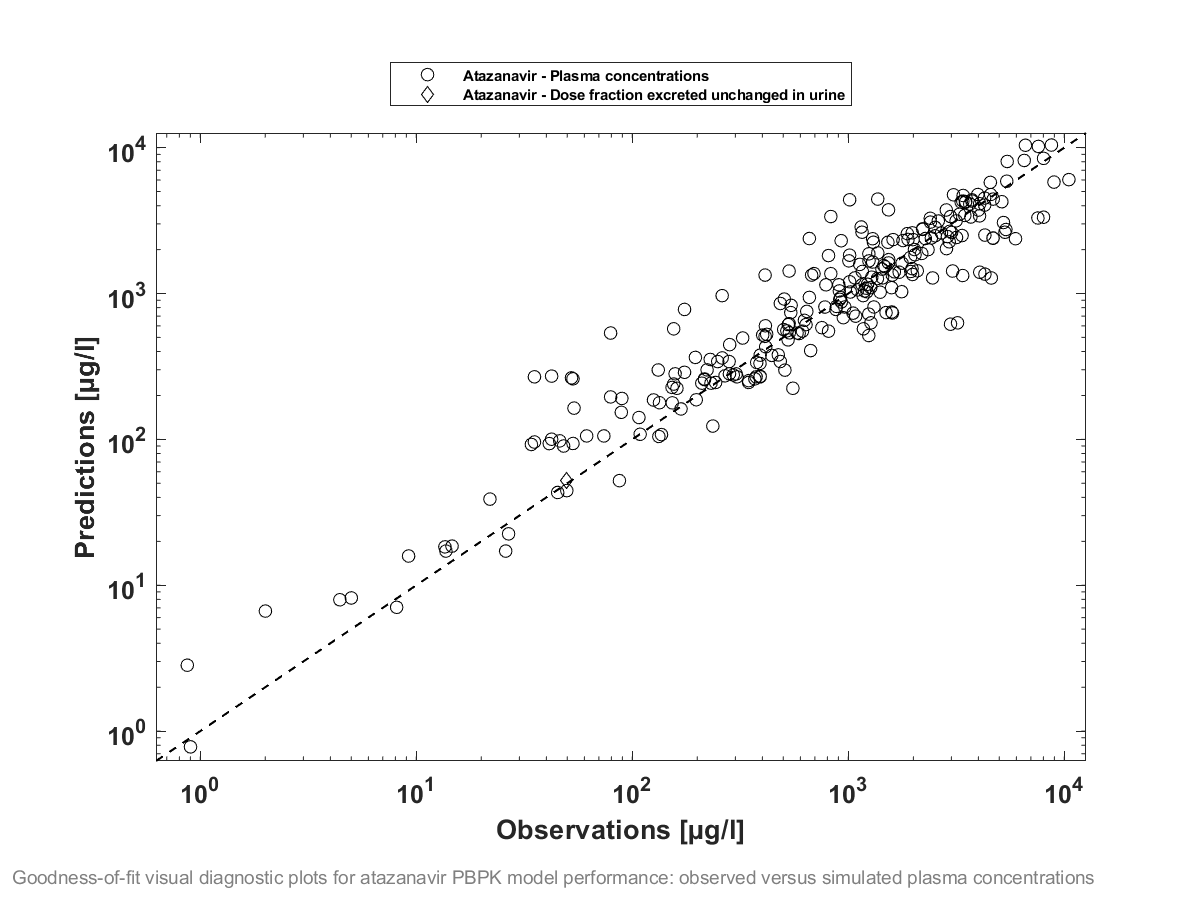 Atazanavir - Plasma concentrations
Atazanavir - Dose fraction excreted unchanged in urine
10^4
10^3
10^2
10^1
10^0
Predictions [µg/l]
10^0 10^1 10^2 10^3 10^4
Observations [µg/l]
Goodness-of-fit visual diagnostic plots for atazanavir PBPK model performance: observed versus simulated plasma concentrations